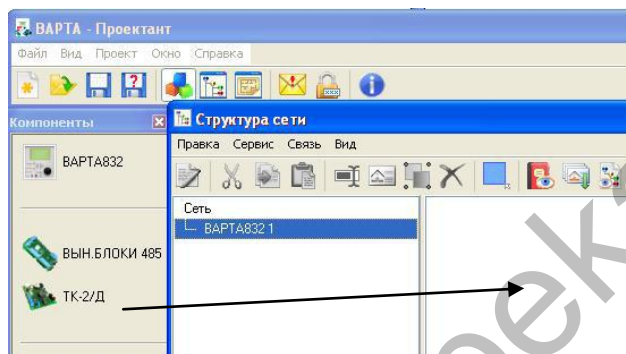 ВАРТА - Проектант
Файл Вид Проект Окно Справка
Компоненты
ВАРТА832
ВЫН.БЛОКИ 485
ТК-2/Д
Структура сети
Правка Сервис Связь Вид
Сеть
ВАРТА832 1